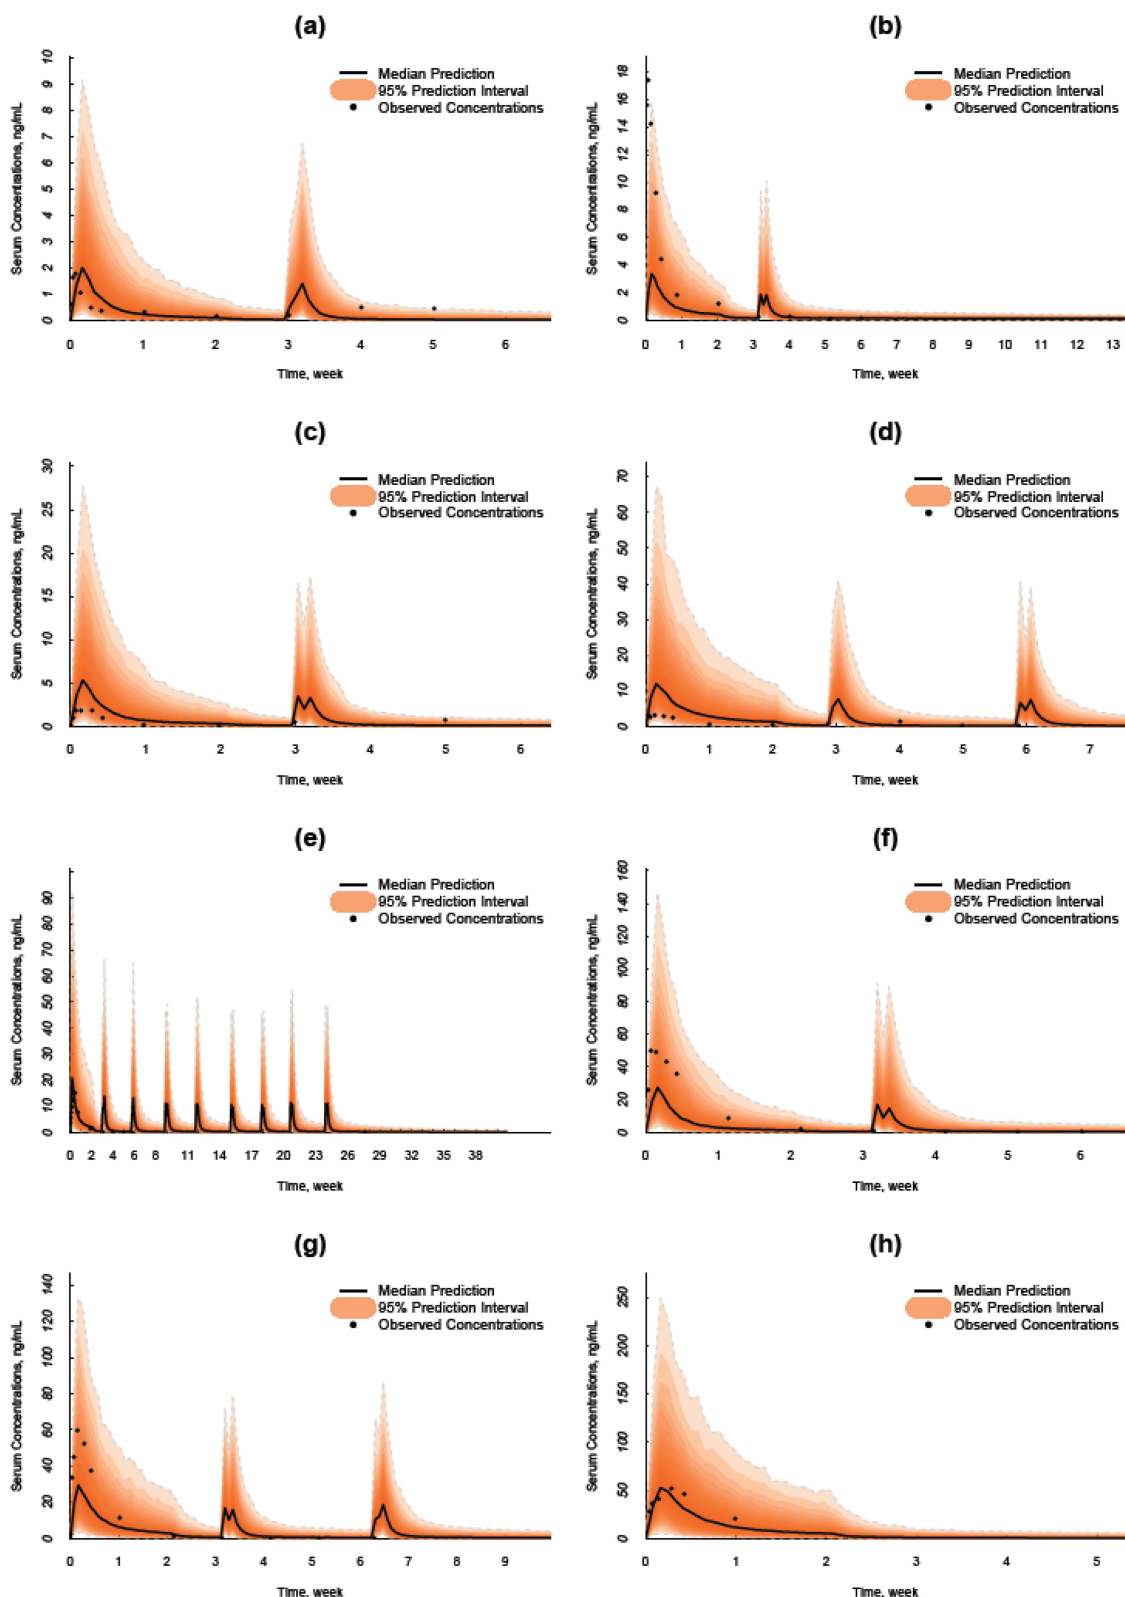 (a)
Serum Concentrations, ng/mL
10
9
8
7
6
5
4
3
2
1
0
Median Prediction
95% Prediction Interval
Observed Concentrations
0 1 2 3 4 5 6
Time, week
(b)
Serum Concentrations, ng/mL
18
16
14
12
10
8
6
4
2
0
Median Prediction
95% Prediction Interval
Observed Concentrations
0 1 2 3 4 5 6 7 8 9 10 11 12 13
Time, week
(c)
Serum Concentrations, ng/mL
30
25
20
15
10
5
0
Median Prediction
95% Prediction Interval
Observed Concentrations
0 1 2 3 4 5 6
Time, week
(d)
Serum Concentrations, ng/mL
70
60
50
40
30
20
10
0
Median Prediction
95% Prediction Interval
Observed Concentrations
0 1 2 3 4 5 6 7
Time, week
(e)
Serum Concentrations, ng/mL
90
80
70
60
50
40
30
20
10
0
Median Prediction
95% Prediction Interval
Observed Concentrations
0 2 4 6 8 11 14 17 20 23 26 29 32 35 38
Time, week
(f)
Serum Concentrations, ng/mL
160
140
120
100
80
60
40
20
0
Median Prediction
95% Prediction Interval
Observed Concentrations
0 1 2 3 4 5 6
Time, week
(g)
Serum Concentrations, ng/mL
140
120
100
80
60
40
20
0
Median Prediction
95% Prediction Interval
Observed Concentrations
0 1 2 3 4 5 6 7 8 9
Time, week
(h)
Serum Concentrations, ng/mL
250
200
150
100
50
0
Median Prediction
95% Prediction Interval
Observed Concentrations
0 1 2 3 4 5
Time, week